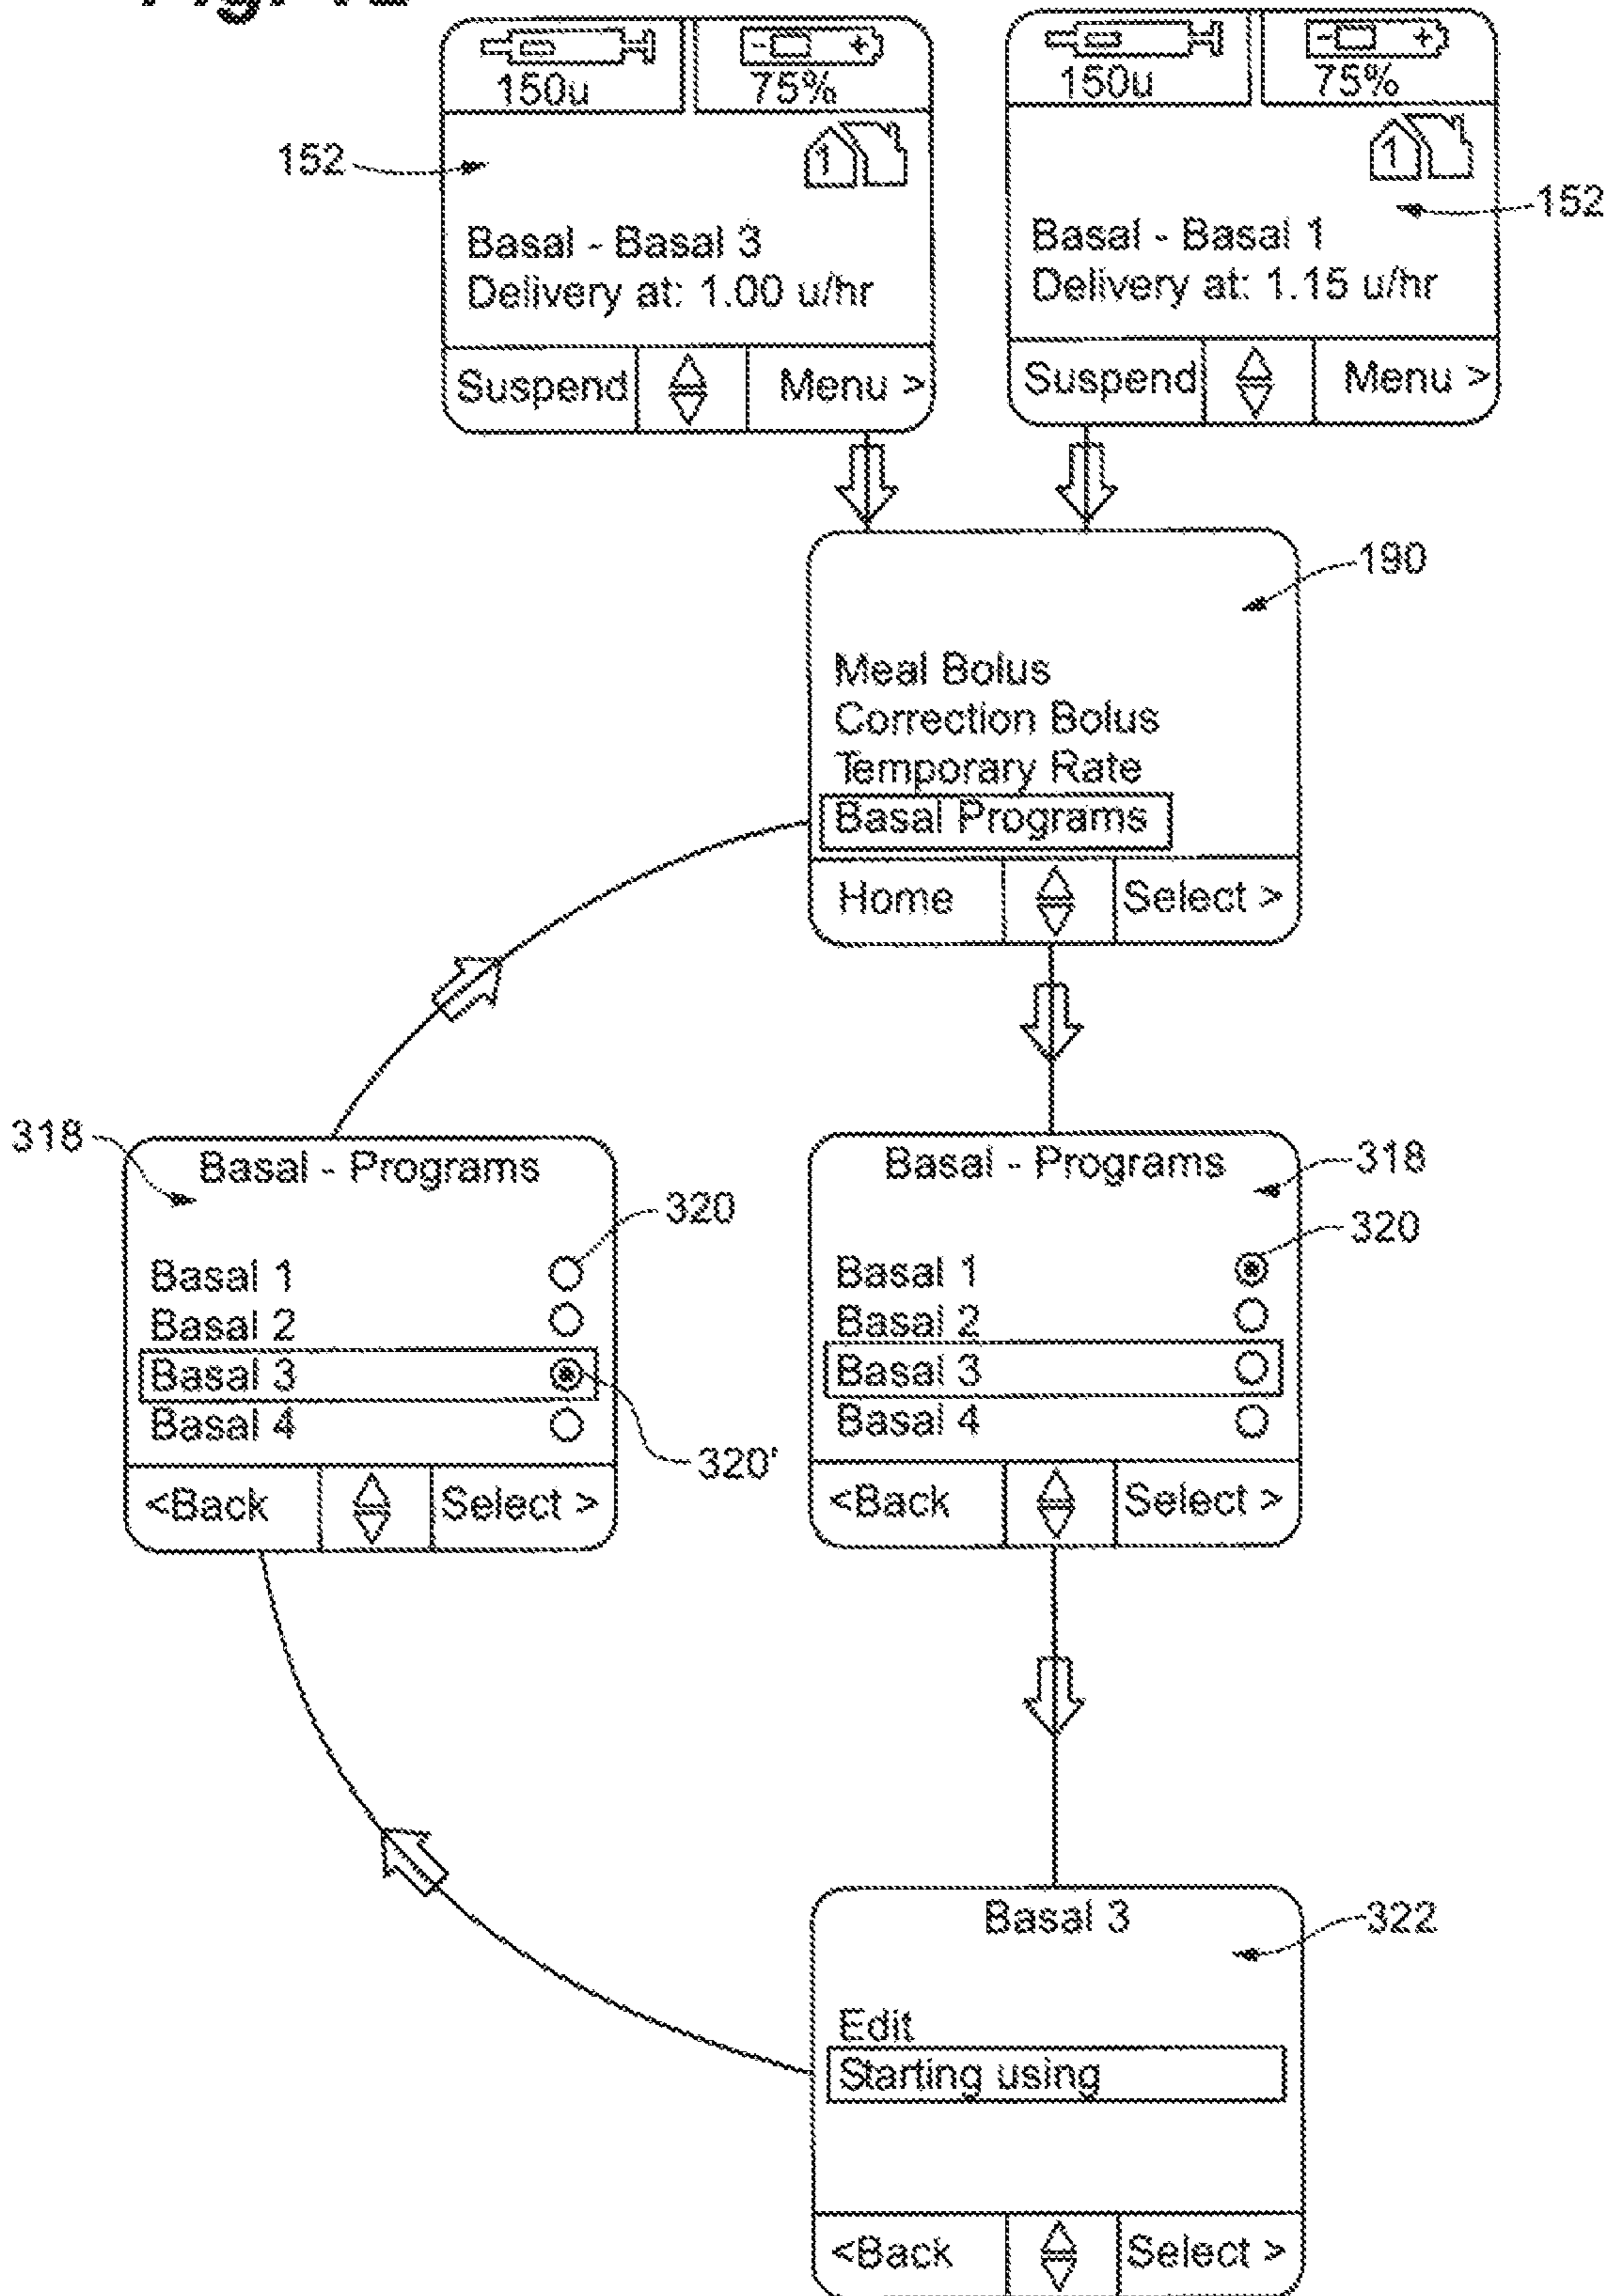 150u 75%
152
1
Basal - Basal 3
Delivery at: 1.00 u/hr
Suspend Menu >
150u 75%
1
152
Basal - Basal 1
Delivery at: 1.15 u/hr
Suspend Menu >
190
Meal Bolus
Correction Bolus
Temporary Rate
Basal Programs
Home Select >
318
Basal - Programs
320
Basal 1
Basal 2
Basal 3
Basal 4
320'
<Back Select >
Basal - Programs
318
320
Basal 1
Basal 2
Basal 3
Basal 4
<Back Select >
Basal 3
322
Edit
Starting using
<Back Select >